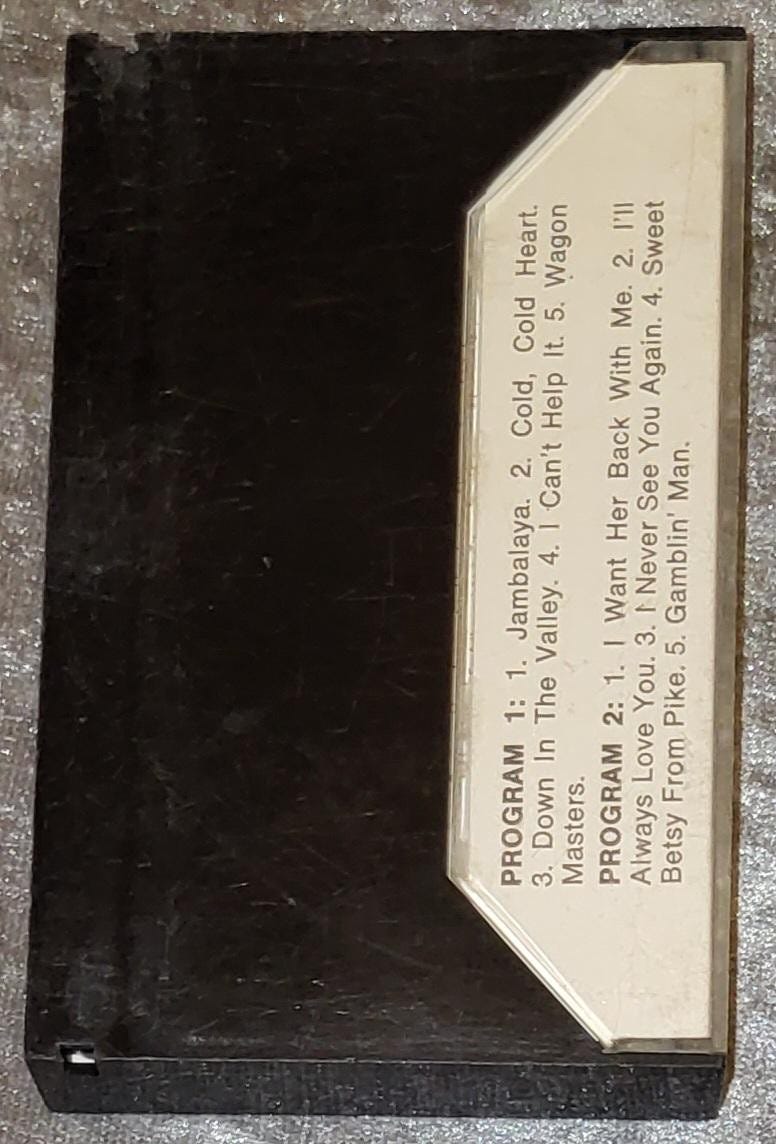 PROGRAM 1: 1. Jambalaya. 2. Cold, Cold Heart.
3. Down In The Valley. 4. I Can't Help It. 5. Wagon
Masters.
PROGRAM 2: 1. I Want Her Back With Me. 2. I'll
Always Love You. 3. I Never See You Again. 4. Sweet
Betsy From Pike. 5. Gamblin' Man.